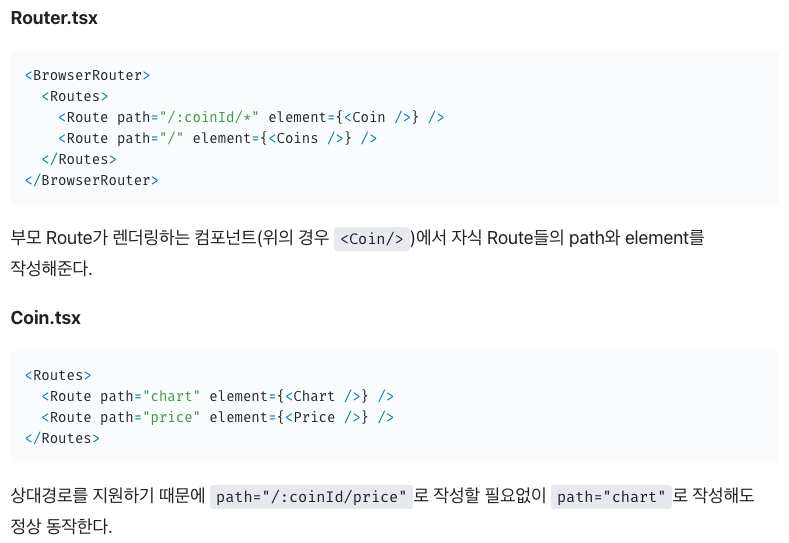 Router.tsx
<BrowserRouter>
  <Routes>
    <Route path="/:coinId/*" element={<Coin />} />
    <Route path="/" element={<Coins />} />
  </Routes>
</BrowserRouter>
부모 Route가 렌더링하는 컴포넌트(위의 경우 <Coin/>)에서 자식 Route들의 path와 element를
작성해준다.
Coin.tsx
<Routes>
  <Route path="chart" element={<Chart />} />
  <Route path="price" element={<Price />} />
</Routes>
상대경로를 지원하기 때문에 path="/:coinId/price"로 작성할 필요없이 path="chart"로 작성해도
정상 동작한다.